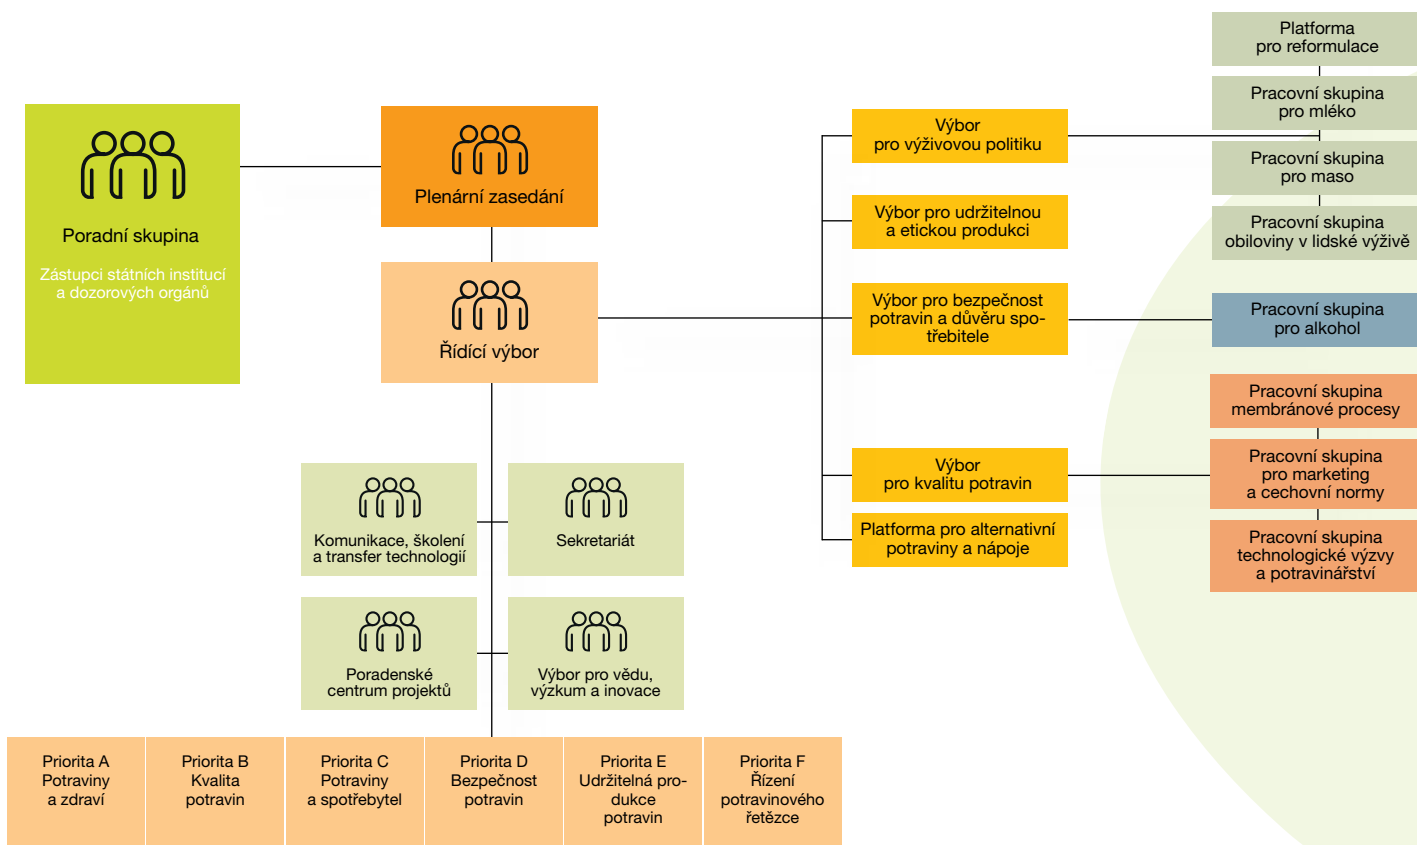 Poradní skupina
Zástupci státních institucí
a dozorových orgánů
Plenární zasedání
Řídící výbor
Komunikace, školení
a transfer technologií
Sekretariát
Poradenské
centrum projektů
Výbor pro vědu,
výzkum a inovace
Priorita A
Potraviny
a zdraví
Priorita B
Kvalita
potravin
Priorita C
Potraviny
a spotřebytel
Priorita D
Bezpečnost
potravin
Priorita E
Udržitelná pro-
dukce
potravin
Priorita F
Řízení
potravinového
řetězce
Výbor
pro výživovou politiku
Výbor pro udržitelnou
a etickou produkci
Výbor pro bezpečnost
potravin a důvěru spo-
třebitele
Výbor
pro kvalitu potravin
Platforma pro alternativní
potraviny a nápoje
Platforma
pro reformulace
Pracovní skupina
pro mléko
Pracovní skupina
pro maso
Pracovní skupina
obiloviny v lidské výživě
Pracovní skupina
pro alkohol
Pracovní skupina
membránové procesy
Pracovní skupina
pro marketing
a cechovní normy
Pracovní skupina
technologické výzvy
a potravinářství